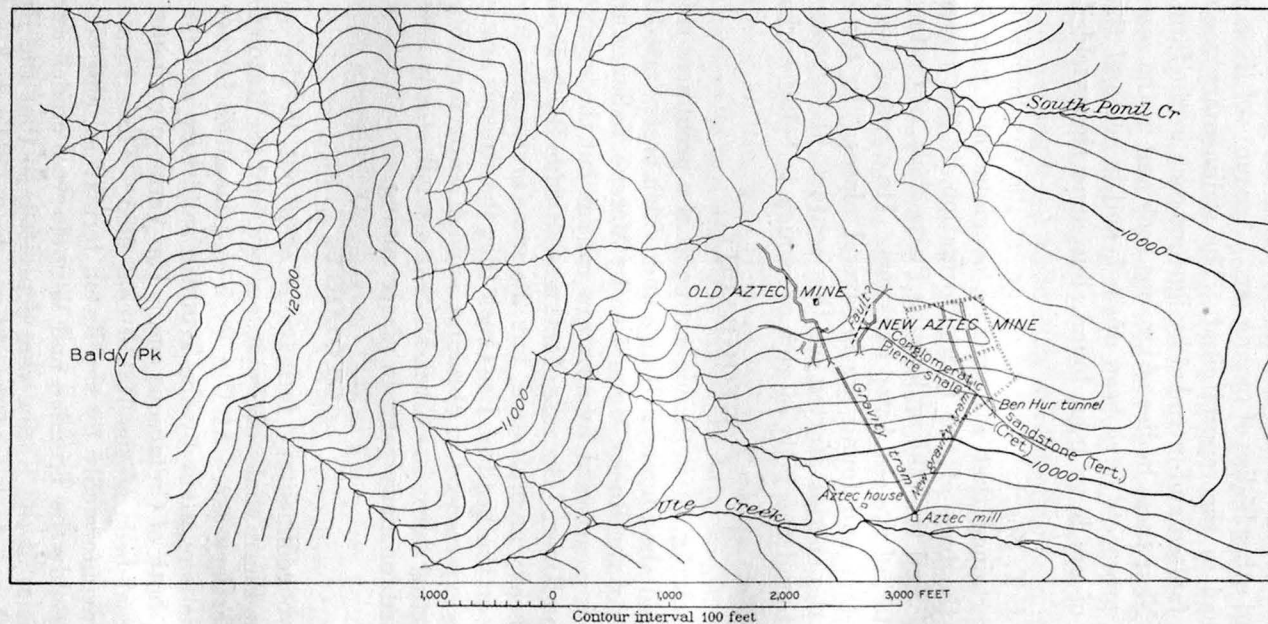 South Ponil Cr
10000
12000
OLD AZTEC MINE
Fault?
NEW AZTEC MINE
Baldy Pk
Conglomeratic
Pierre shale
Ben Hur tunnel
sandstone (Tert.)
(Cret.)
11000
Gravity tram
New gravity tram
10000
Aztec house
Ute Creek
Aztec mill
1,000 0 1,000 2,000 3,000 FEET
Contour interval 100 feet